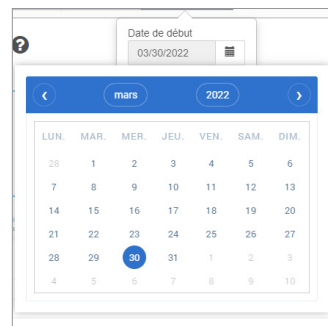 Date de début
03/30/2022
?
mars 2022
LUN. MAR. MER. JEU. VEN. SAM. DIM.
28 1 2 3 4 5 6
7 8 9 10 11 12 13
14 15 16 17 18 19 20
21 22 23 24 25 26 27
28 29 30 31 1 2 3
4 5 6 7 8 9 10